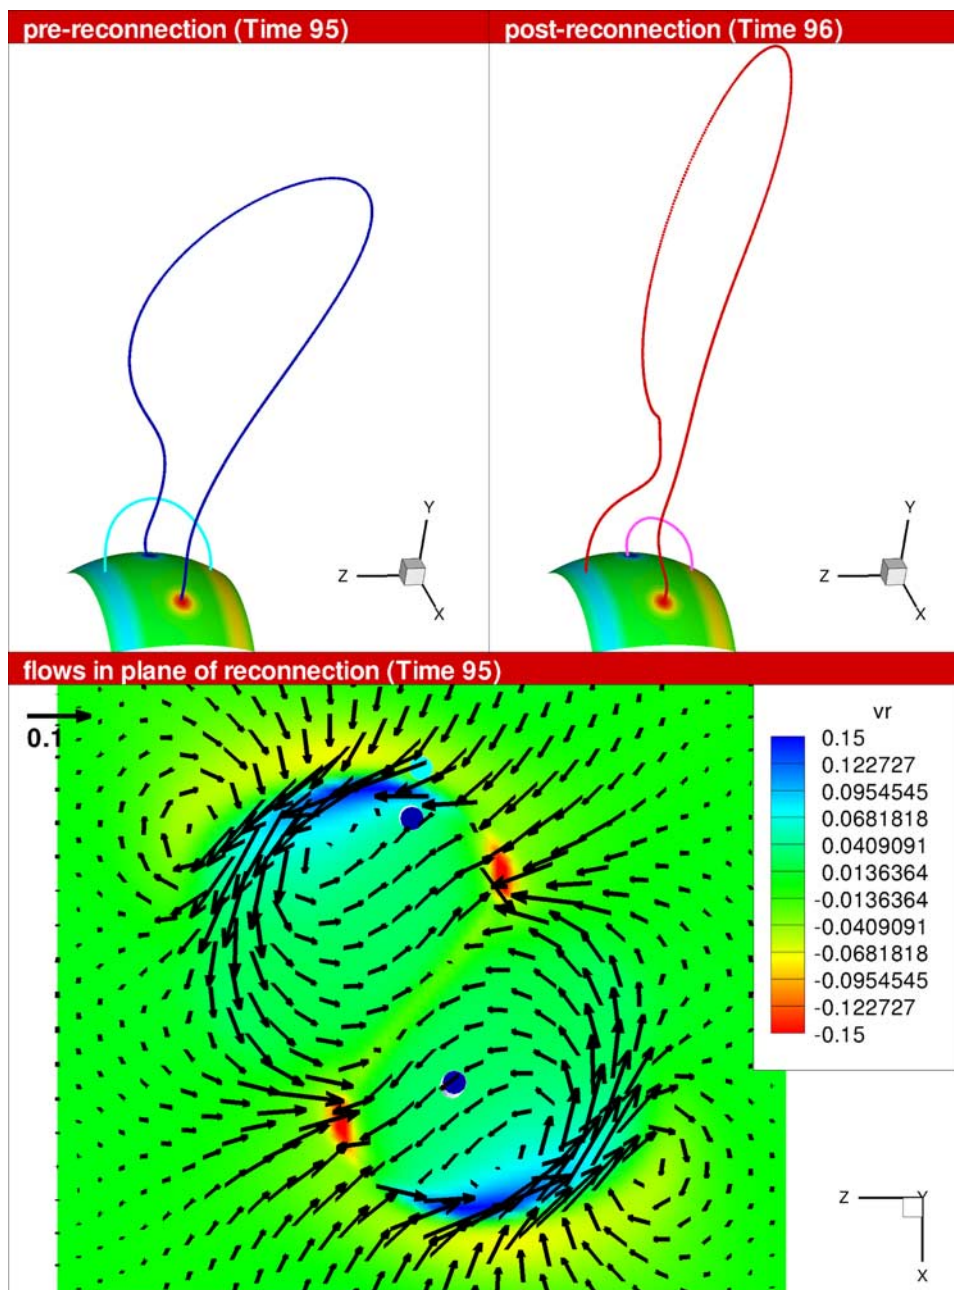 pre-reconnection (Time 95)
post-reconnection (Time 96)
Y
Z
X
Y
Z
X
flows in plane of reconnection (Time 95)
0.1
vr
0.15
0.122727
0.0954545
0.0681818
0.0409091
0.0136364
-0.0136364
-0.0409091
-0.0681818
-0.0954545
-0.122727
-0.15
Z
Y
X